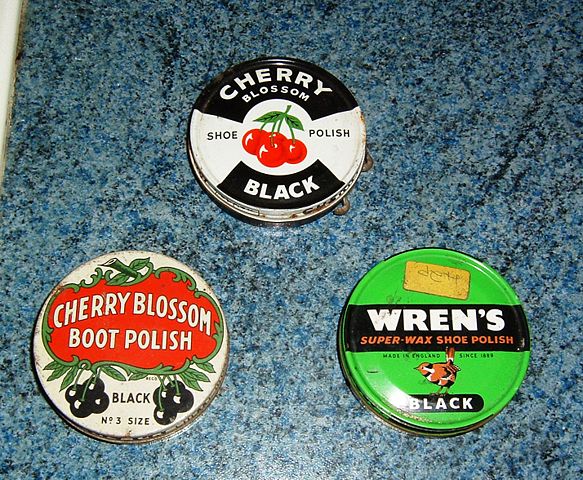 CHERRY
BLOSSOM
SHOE POLISH
BLACK
CHERRY BLOSSOM
BOOT POLISH
BLACK
Nº 3 SIZE
WREN'S
SUPER-WAX SHOE POLISH
MADE IN ENGLAND SINCE 1889
BLACK